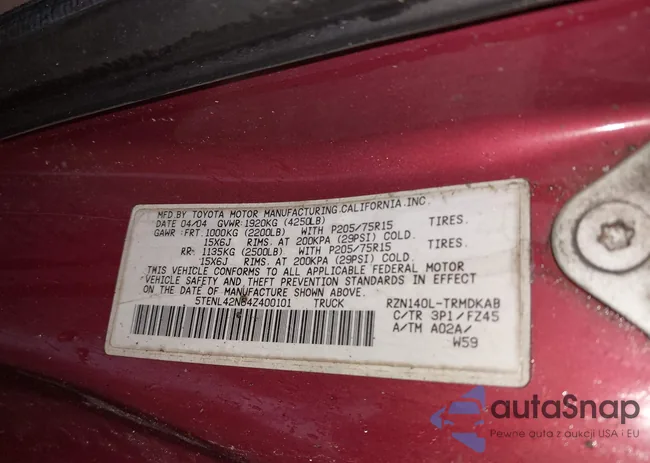 MFD.BY TOYOTA MOTOR MANUFACTURING,CALIFORNIA,INC.
DATE 04/04 GVWR:1920KG (4250LB)
GAWR:FRT 1000KG (2200LB) WITH P205/75R15 TIRES.
15X6J RIMS. AT 200KPA (29PSI) COLD.
RR: 1135KG (2500LB) WITH P205/75R15 TIRES.
15X6J RIMS. AT 200KPA (29PSI) COLD.
THIS VEHICLE CONFORMS TO ALL APPLICABLE FEDERAL MOTOR
VEHICLE SAFETY AND THEFT PREVENTION STANDARDS IN EFFECT
ON THE DATE OF MANUFACTURE SHOWN ABOVE.
5TENL42N84Z400101 TRUCK RZN140L-TRMDKAB
C/TR 3P1/FZ45
A/TM A02A/
W59
autaSnap
Pewne auta z aukcji USA i EU